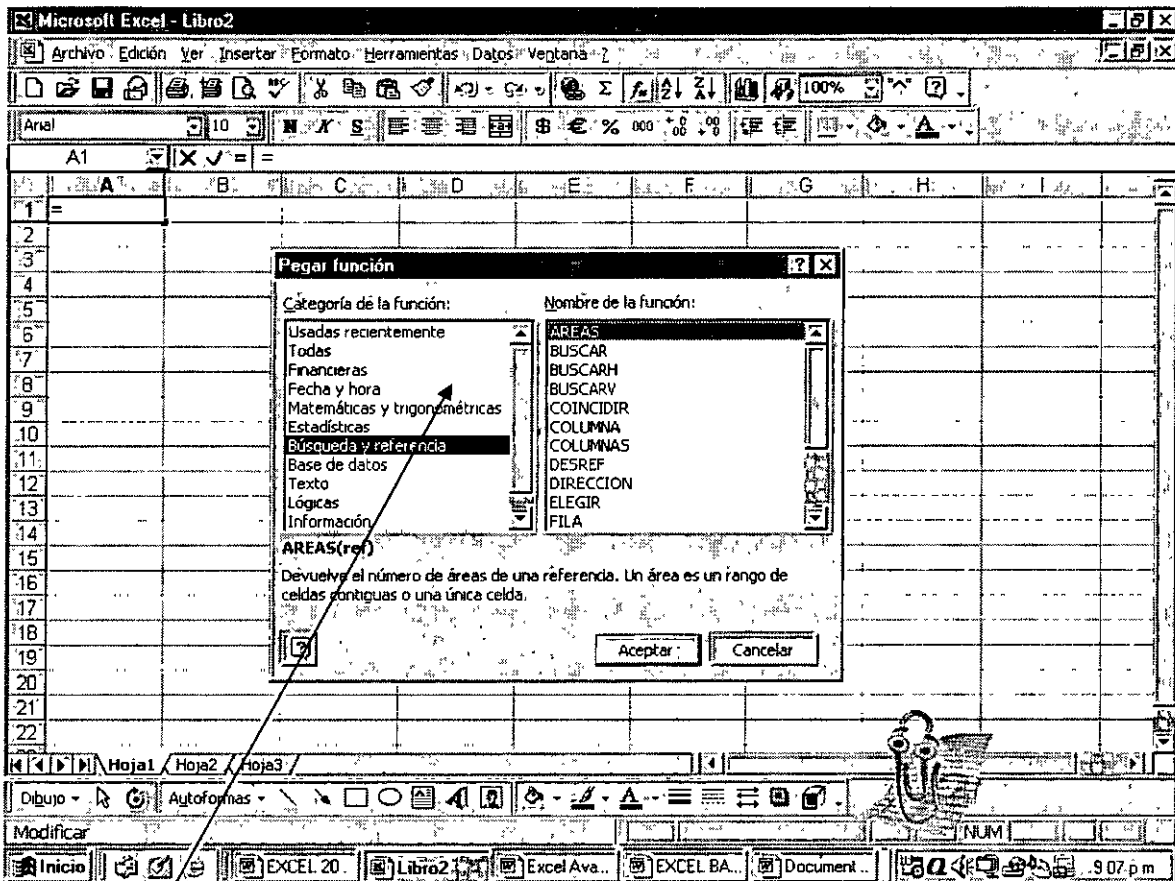 Microsoft Excel - Libro2
Archivo Edición Ver Insertar Formato Herramientas Datos Ventana ?
100%
Arial 10 N K S $ € % 000
A1 =
A B C D E F G H I
1 =
2
3
4
5
6
7
8
9
10
11
12
13
14
15
16
17
18
19
20
21
22
Pegar función
Categoría de la función:
Usadas recientemente
Todas
Financieras
Fecha y hora
Matemáticas y trigonométricas
Estadísticas
Búsqueda y referencia
Base de datos
Texto
Lógicas
Información
Nombre de la función:
AREAS
BUSCAR
BUSCARH
BUSCARV
COINCIDIR
COLUMNA
COLUMNAS
DESREF
DIRECCION
ELEGIR
FILA
AREAS(ref)
Devuelve el número de áreas de una referencia. Un área es un rango de
celdas contiguas o una única celda.
Aceptar Cancelar
Hoja1 Hoja2 Hoja3
Dibujo Autoformas
Modificar NUM
Inicio EXCEL 20.. Libro2 Excel Ava... EXCEL BA... Document .. 9 07 p m